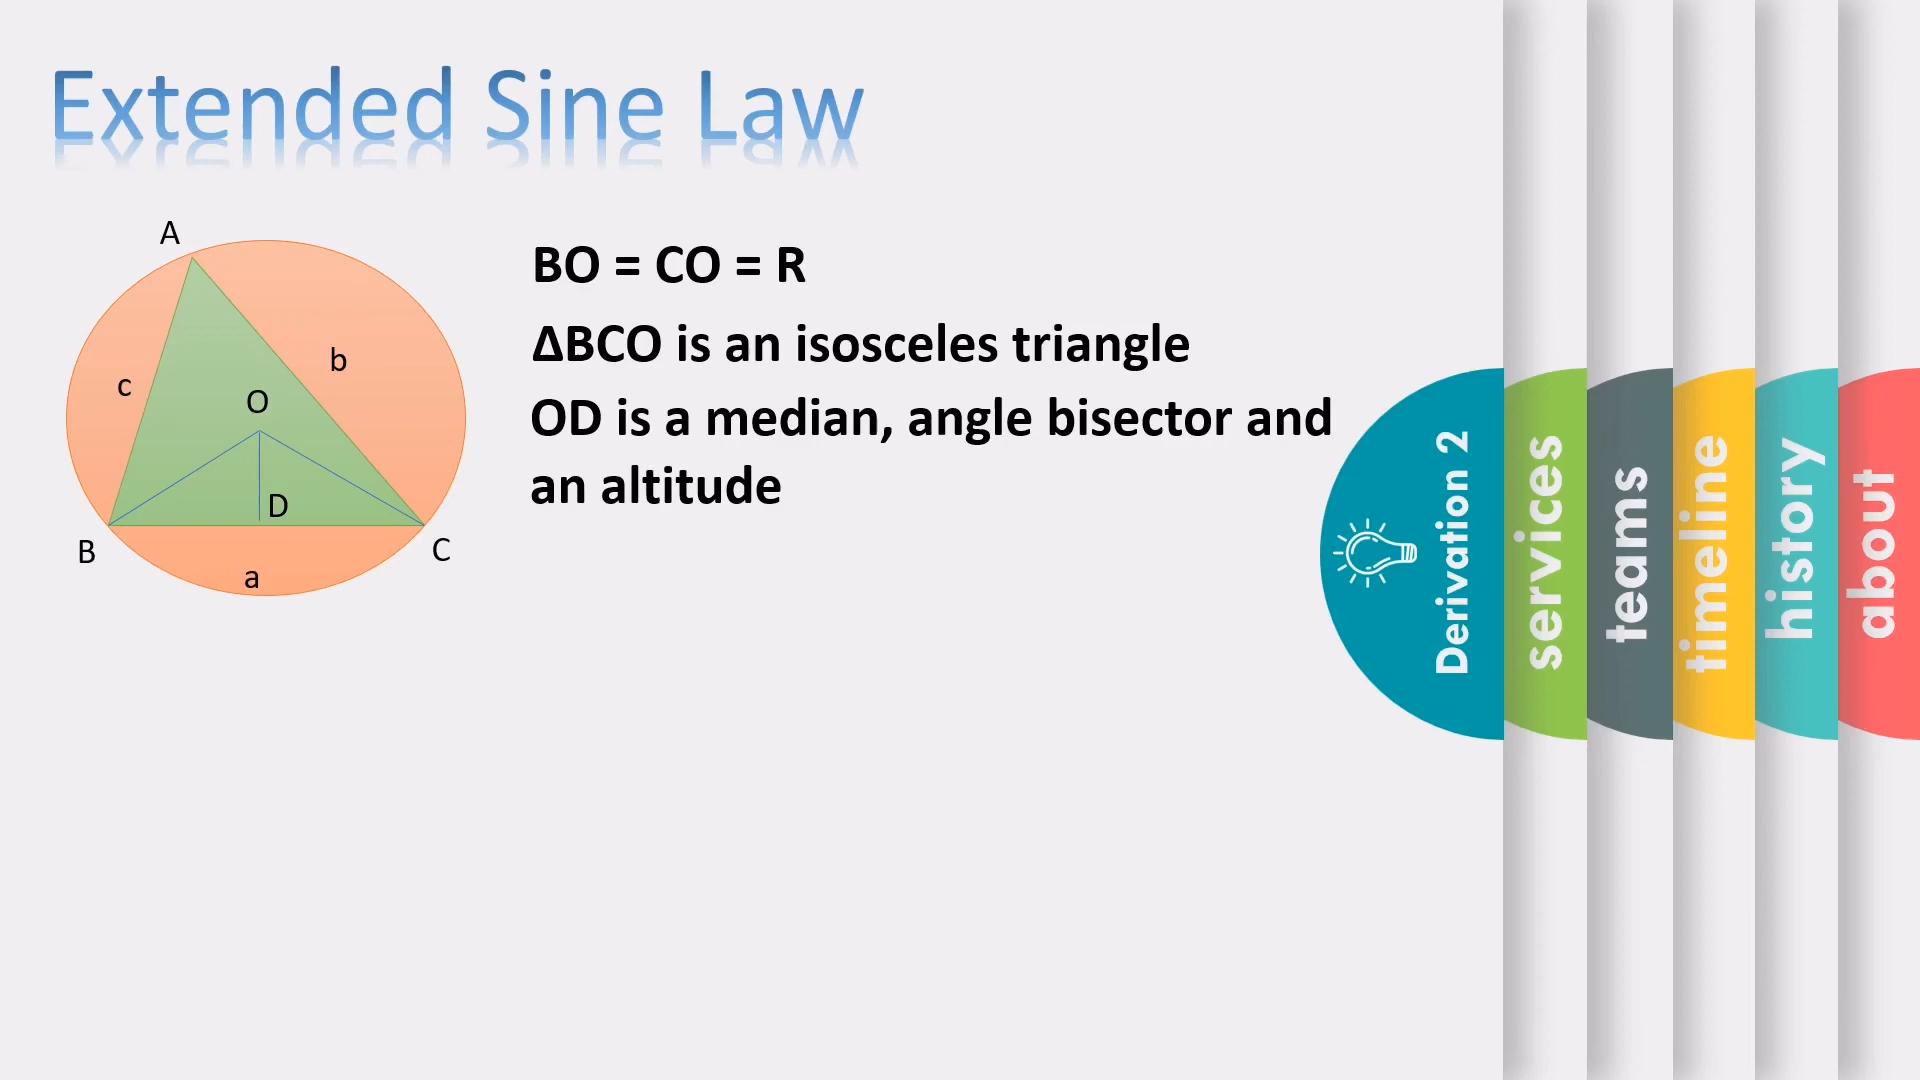 Extended Sine Law
A
c
b
O
D
B
C
a
BO = CO = R
ΔBCO is an isosceles triangle
OD is a median, angle bisector and
an altitude
Derivation 2
services
teams
timeline
history
about